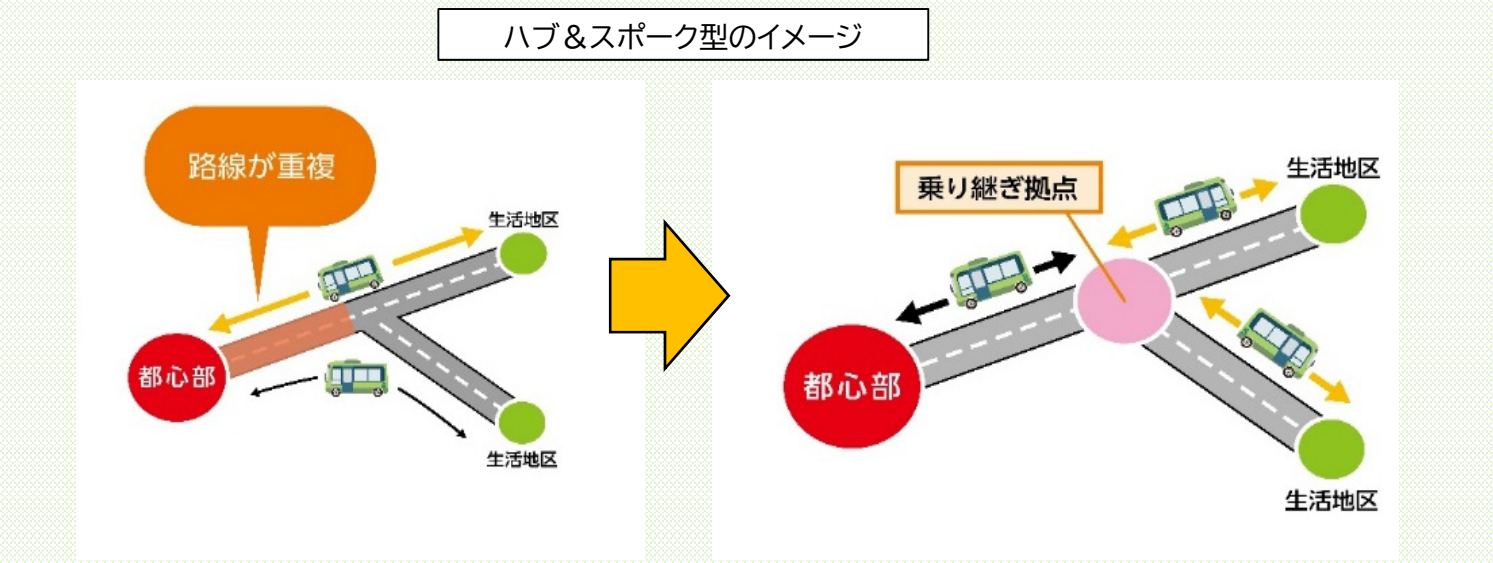 ハブ&スポーク型のイメージ
路線が重複
生活地区
都心部
生活地区
乗り継ぎ拠点
生活地区
都心部
生活地区